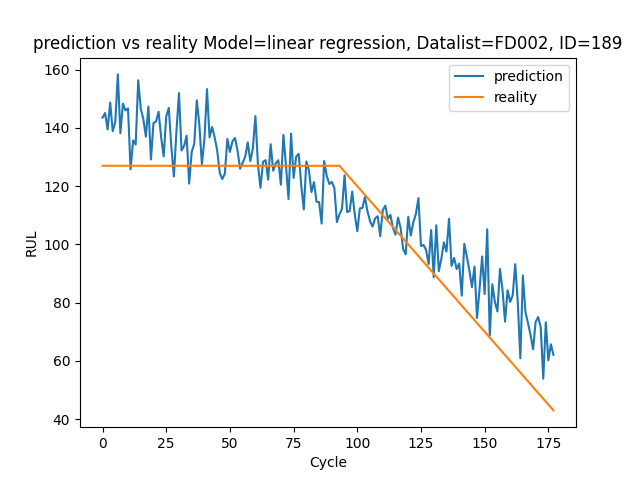 prediction vs reality Model=linear regression, Datalist=FD002, ID=189
prediction
reality
160
140
120
100
80
60
40
RUL
0 25 50 75 100 125 150 175
Cycle